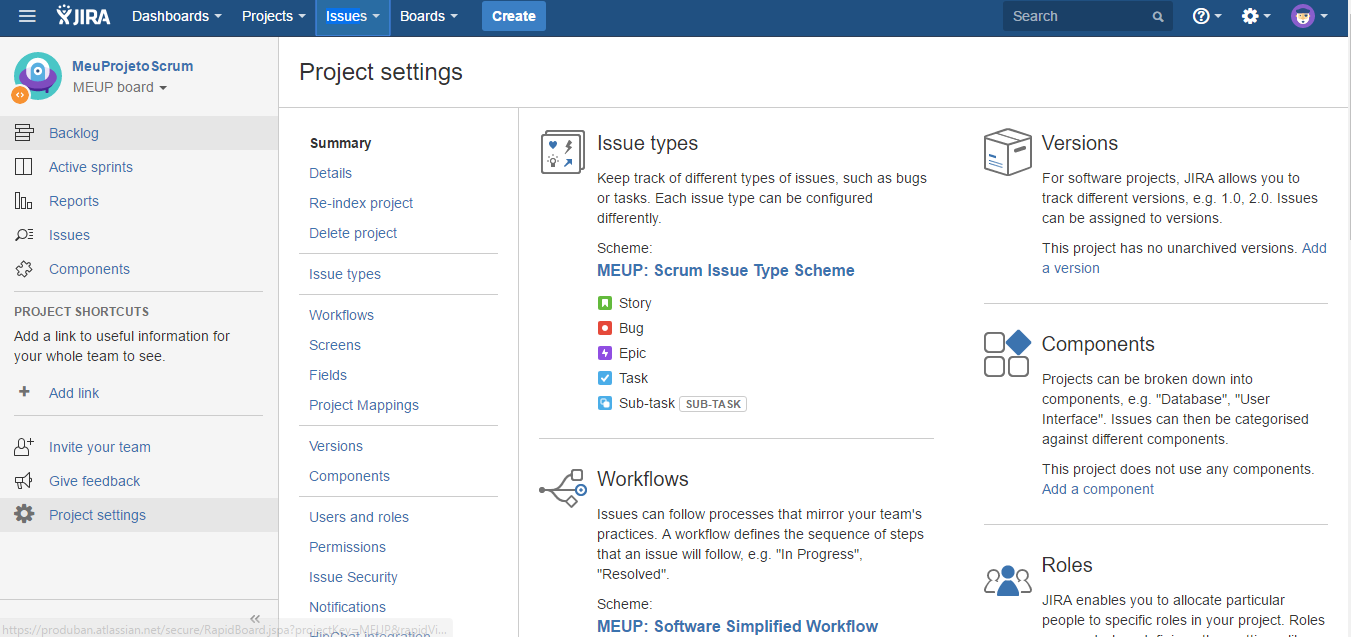 JIRA Dashboards Projects Issues Boards Create Search
MeuProjetoScrum
MEUP board
Backlog
Active sprints
Reports
Issues
Components
PROJECT SHORTCUTS
Add a link to useful information for
your whole team to see.
Add link
Invite your team
Give feedback
Project settings
https://produban.atlassian.net/secure/RapidBoard.jspa?projectKey=MEUP&rapidVi...
Project settings
Summary
Details
Re-index project
Delete project
Issue types
Workflows
Screens
Fields
Project Mappings
Versions
Components
Users and roles
Permissions
Issue Security
Notifications
HipChat integration
Issue types
Keep track of different types of issues, such as bugs
or tasks. Each issue type can be configured
differently.
Scheme:
MEUP: Scrum Issue Type Scheme
Story
Bug
Epic
Task
Sub-task SUB-TASK
Workflows
Issues can follow processes that mirror your team's
practices. A workflow defines the sequence of steps
that an issue will follow, e.g. "In Progress",
"Resolved".
Scheme:
MEUP: Software Simplified Workflow
Versions
For software projects, JIRA allows you to
track different versions, e.g. 1.0, 2.0. Issues
can be assigned to versions.
This project has no unarchived versions. Add
a version
Components
Projects can be broken down into
components, e.g. "Database", "User
Interface". Issues can then be categorised
against different components.
This project does not use any components.
Add a component
Roles
JIRA enables you to allocate particular
people to specific roles in your project. Roles